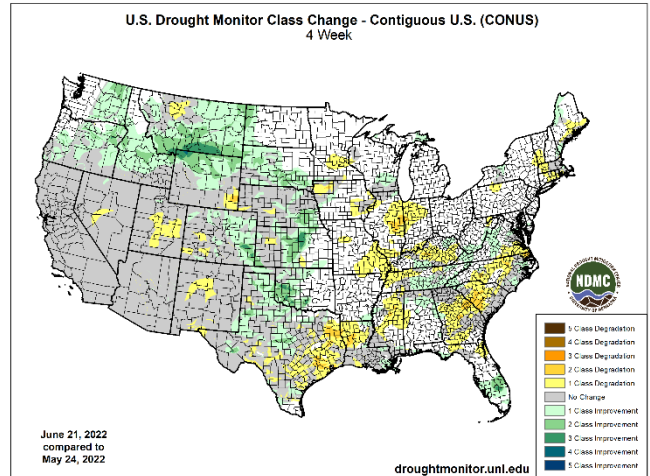 U.S. Drought Monitor Class Change - Contiguous U.S. (CONUS)
4 Week
NDMC
5 Class Degradation
4 Class Degradation
3 Class Degradation
2 Class Degradation
1 Class Degradation
No Change
1 Class Improvement
2 Class Improvement
3 Class Improvement
4 Class Improvement
5 Class Improvement
June 21, 2022
compared to
May 24, 2022
droughtmonitor.unl.edu